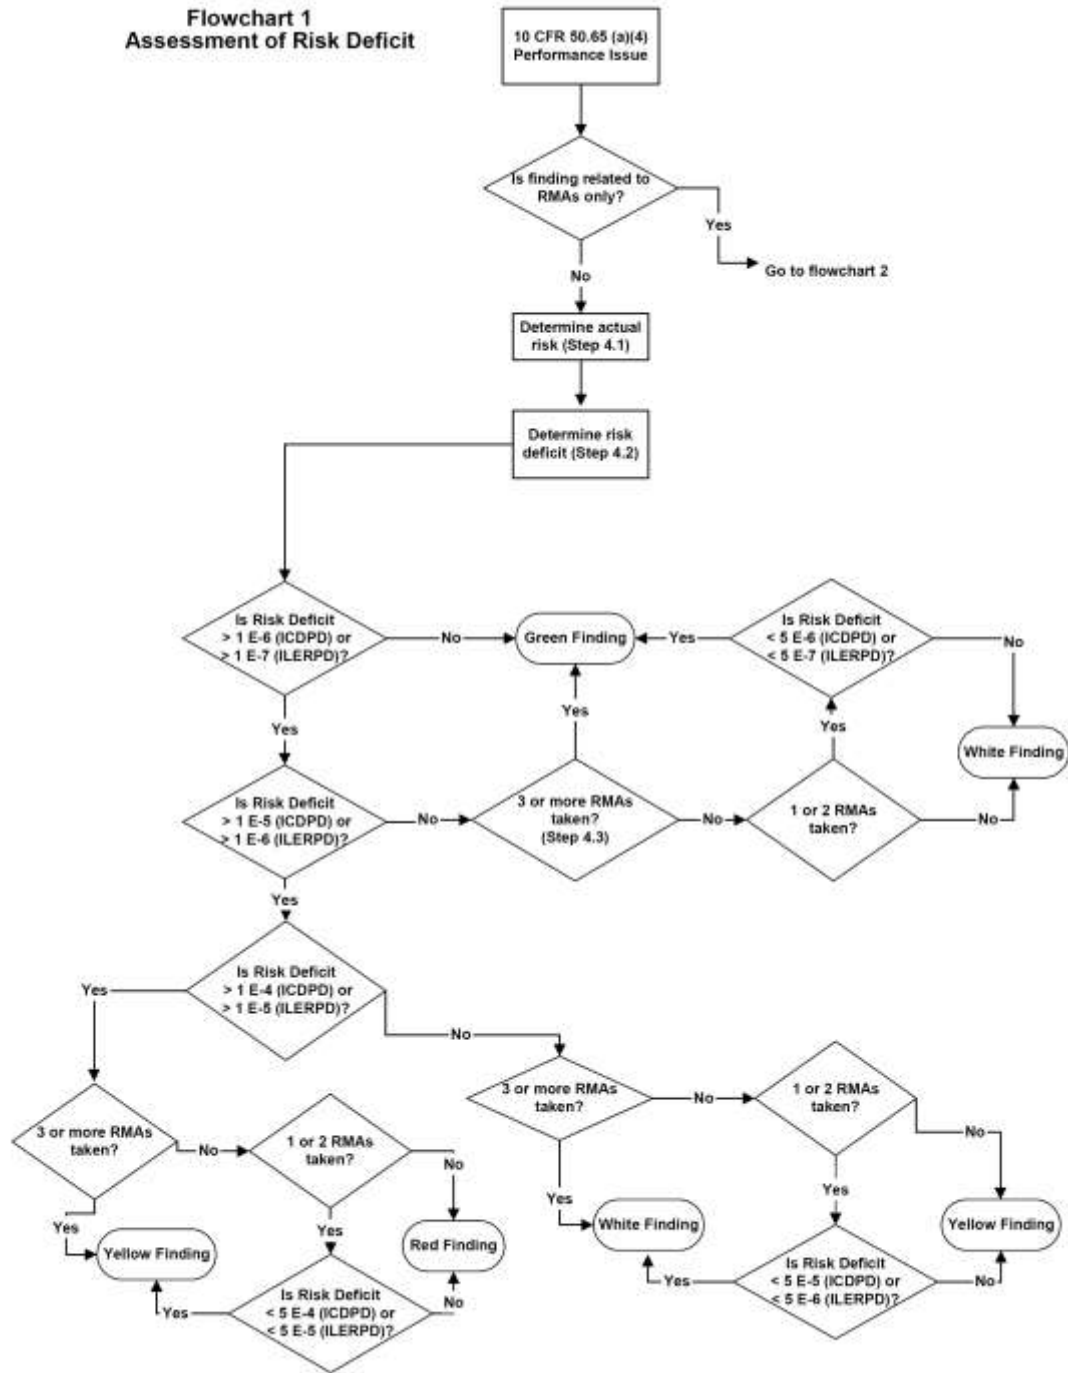 Flowchart 1
Assessment of Risk Deficit
10 CFR 50.65 (a)(4)
Performance Issue
Is finding related to
RMAs only?
Yes
Go to flowchart 2
No
Determine actual
risk (Step 4.1)
Determine risk
deficit (Step 4.2)
Is Risk Deficit
> 1 E-6 (ICDPD) or
> 1 E-7 (ILERPD)?
No
Green Finding
Yes
Is Risk Deficit
< 5 E-6 (ICDPD) or
< 5 E-7 (ILERPD)?
No
Yes
Yes
Yes
White Finding
Is Risk Deficit
> 1 E-5 (ICDPD) or
> 1 E-6 (ILERPD)?
No
3 or more RMAs
taken?
(Step 4.3)
No
1 or 2 RMAs
taken?
No
Yes
Is Risk Deficit
> 1 E-4 (ICDPD) or
> 1 E-5 (ILERPD)?
Yes
No
3 or more RMAs
taken?
No
1 or 2 RMAs
taken?
No
3 or more RMAs
taken?
No
1 or 2 RMAs
taken?
No
Yes
Yes
Yes
Yes
Yellow Finding
Red Finding
White Finding
Yellow Finding
Is Risk Deficit
< 5 E-4 (ICDPD) or
< 5 E-5 (ILERPD)?
Yes
No
Is Risk Deficit
< 5 E-5 (ICDPD) or
< 5 E-6 (ILERPD)?
Yes
No